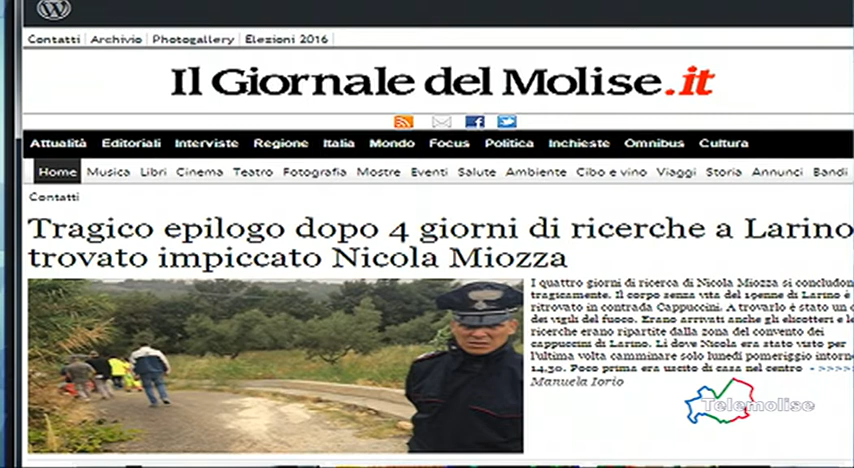 Contatti Archivio Photogallery Elezioni 2016
Il Giornale del Molise.it
Attualità Editoriali Interviste Regione Italia Mondo Focus Politica Inchieste Omnibus Cultura
Home Musica Libri Cinema Teatro Fotografia Mostre Eventi Salute Ambiente Cibo e vino Viaggi Storia Annunci Bandi
Contatti
Tragico epilogo dopo 4 giorni di ricerche a Larino
trovato impiccato Nicola Miozza
I quattro giorni di ricerca di Nicola Miozza si concludon
tragicamente. Il corpo senza vita del 19enne di Larino è
ritrovato in contrada Cappuccini. A trovarlo è stato un
dei vigili del fuoco. Erano arrivati anche gli elicotteri e le
ricerche erano ripartite dalla zona del convento dei
cappuccini di Larino. Lì dove Nicola era stato visto per
l'ultima volta camminare solo lunedì pomeriggio intorn
14,30. Poco prima era uscito di casa nel centro - >>>>>
Manuela Iorio
Telemolise